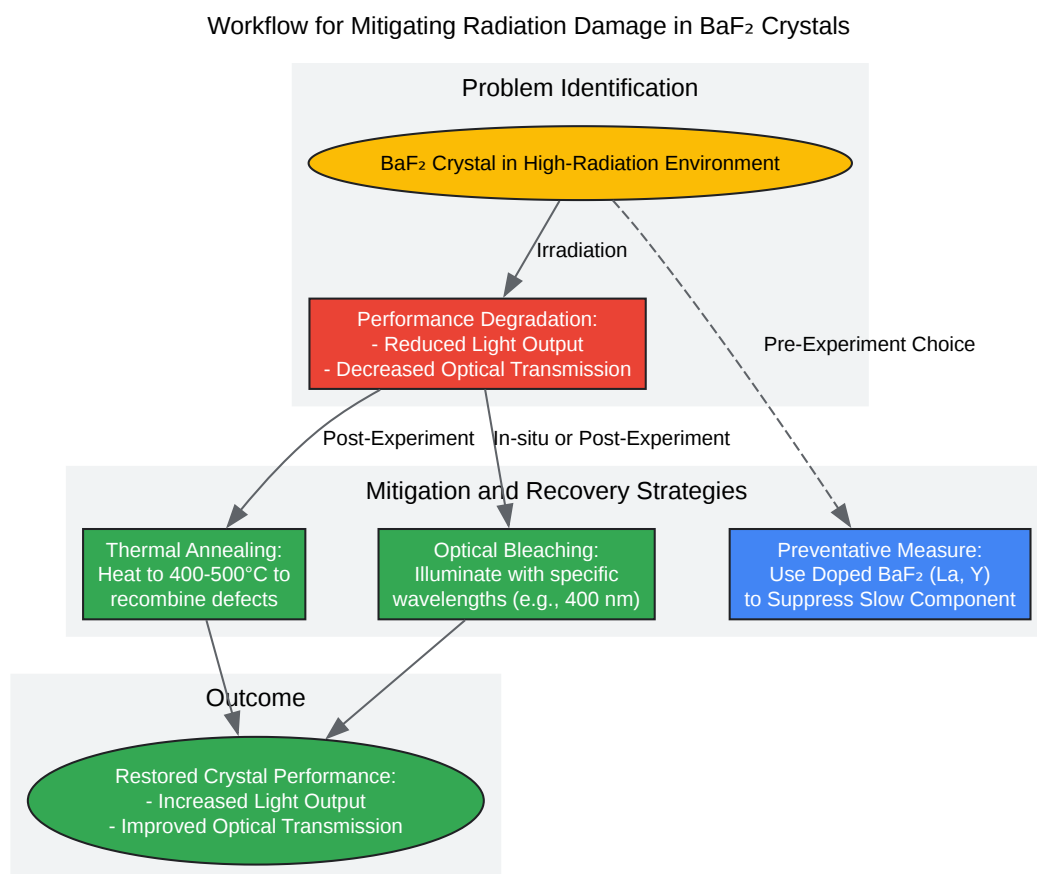 Workflow for Mitigating Radiation Damage in BaF₂ Crystals
Problem Identification
BaF₂ Crystal in High-Radiation Environment
Irradiation
Performance Degradation:
- Reduced Light Output
- Decreased Optical Transmission
Pre-Experiment Choice
Post-Experiment
In-situ or Post-Experiment
Mitigation and Recovery Strategies
Thermal Annealing:
Heat to 400-500°C to
recombine defects
Optical Bleaching:
Illuminate with specific
wavelengths (e.g., 400 nm)
Preventative Measure:
Use Doped BaF₂ (La, Y)
to Suppress Slow Component
Outcome
Restored Crystal Performance:
- Increased Light Output
- Improved Optical Transmission